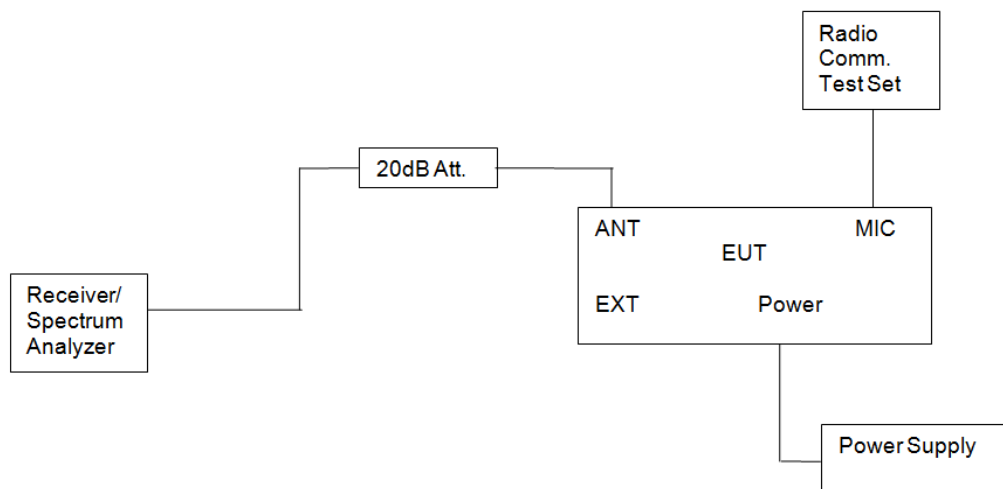 Radio
Comm.
Test Set
20dB Att.
ANT
MIC
EUT
EXT
Power
Receiver/
Spectrum
Analyzer
Power Supply